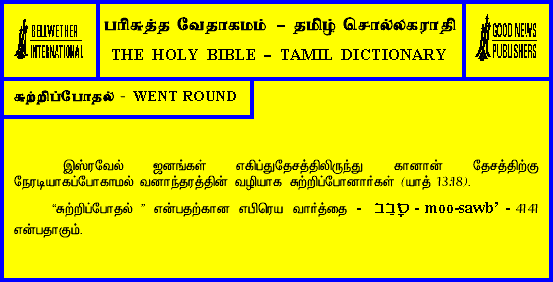 BELLWETHER
INTERNATIONAL
பரிசுத்த வேதாகமம் – தமிழ் சொல்லகராதி
THE HOLY BIBLE – TAMIL DICTIONARY
GOOD NEWS
PUBLISHERS
சுற்றிப்போதல் - WENT ROUND
இஸ்ரவேல் ஜனங்கள் எகிப்துதேசத்திலிருந்து கானான் தேசத்திற்கு
நேரடியாகப்போகாமல் வனாந்தரத்தின் வழியாக சுற்றிப்போனார்கள் (யாத் 13:18).
“சுற்றிப்போதல் ” என்பதற்கான எபிரெய வார்த்தை - סָבַב - moo-sawb’ - 4141
என்பதாகும்.